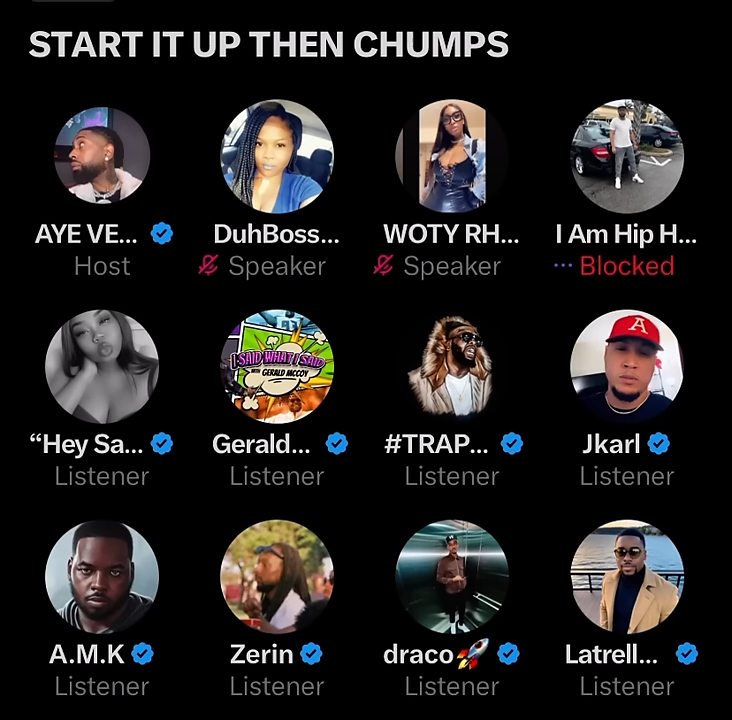 START IT UP THEN CHUMPS
AYE VE... DuhBoss... WOTY RH... I Am Hip H...
Host Speaker Speaker Blocked
A
I SAID WHAT I SAID
WITH GERALD MCCOY
“Hey Sa... Gerald... #TRAP... Jkarl
Listener Listener Listener Listener
A.M.K Zerin draco🚀 Latrell...
Listener Listener Listener Listener